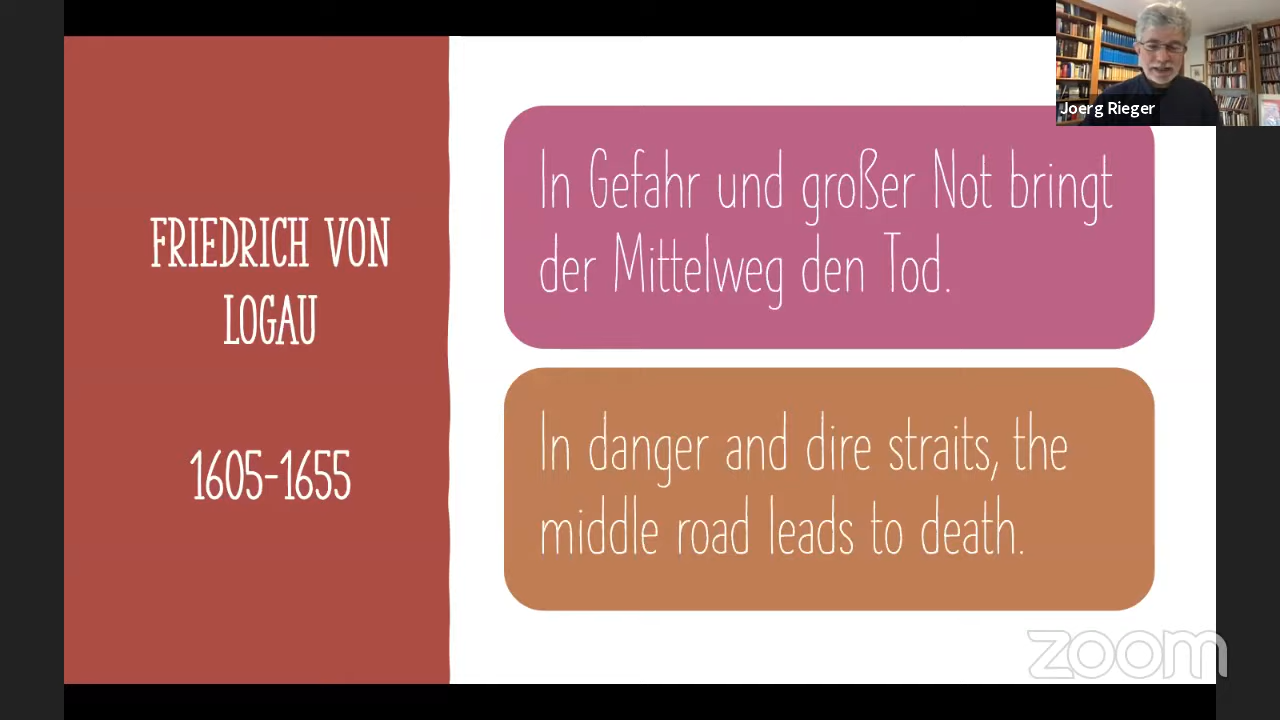 Joerg Rieger
FRIEDRICH VON
LOGAU
1605-1655
In Gefahr und großer Not bringt
der Mittelweg den Tod.
In danger and dire straits, the
middle road leads to death.
zoom